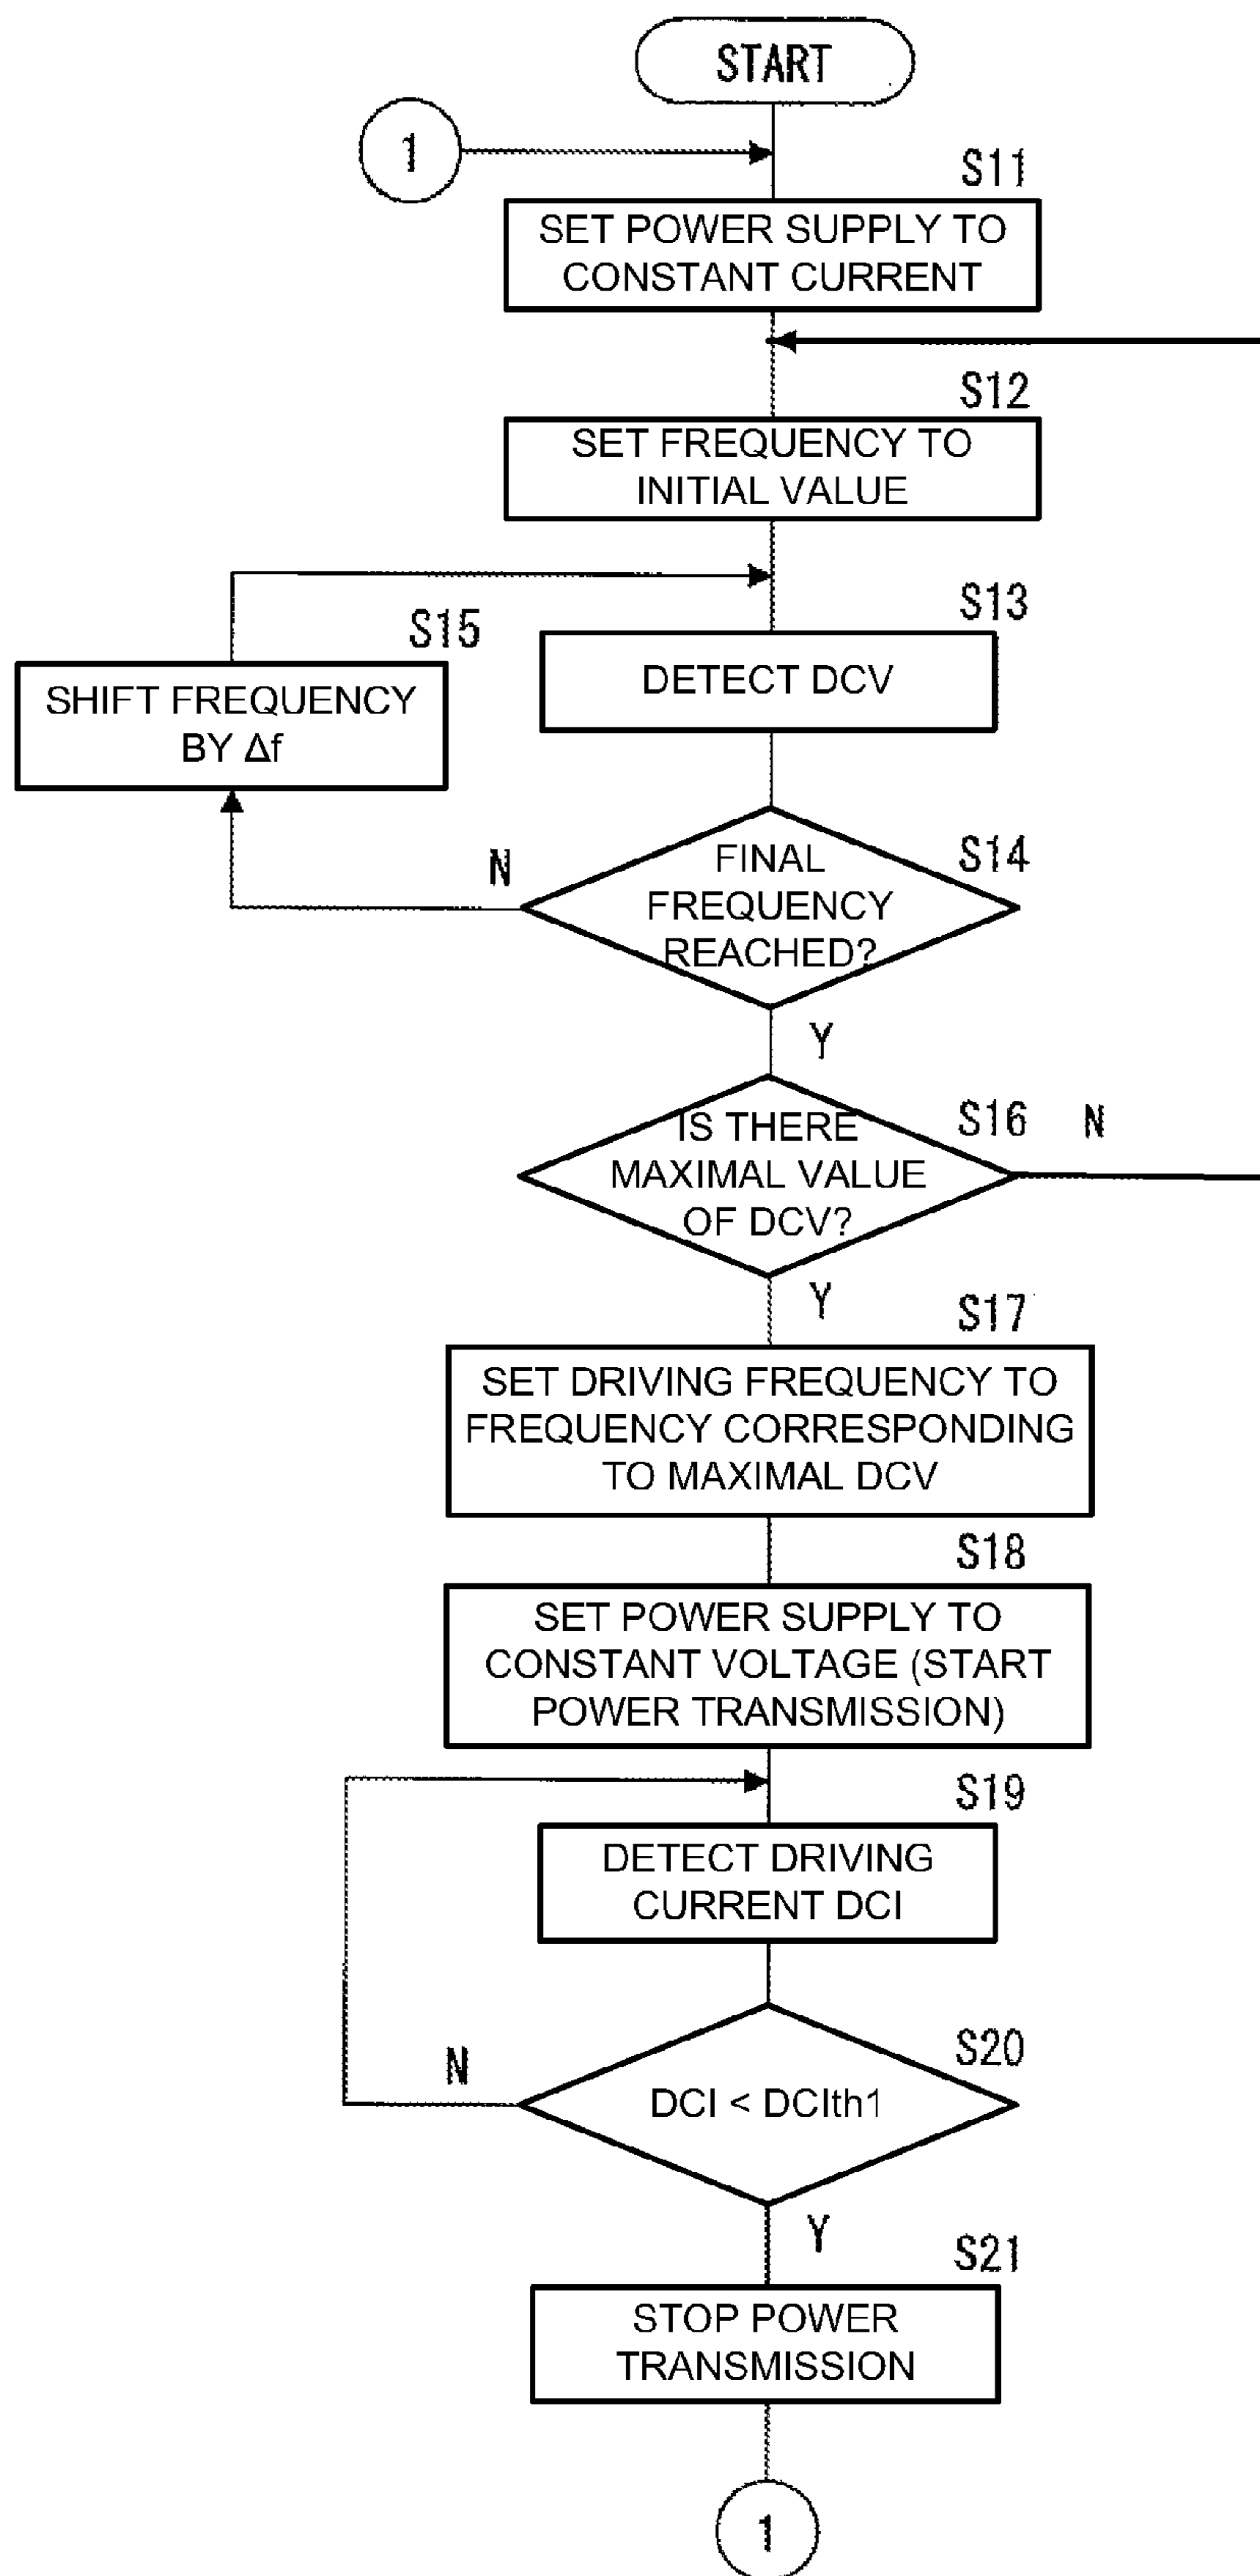 START
1
S11
SET POWER SUPPLY TO
CONSTANT CURRENT
S12
SET FREQUENCY TO
INITIAL VALUE
S13
DETECT DCV
S15
SHIFT FREQUENCY
BY Δf
S14
FINAL
FREQUENCY
REACHED?
N
Y
S16
IS THERE
MAXIMAL VALUE
OF DCV?
N
Y
S17
SET DRIVING FREQUENCY TO
FREQUENCY CORRESPONDING
TO MAXIMAL DCV
S18
SET POWER SUPPLY TO
CONSTANT VOLTAGE (START
POWER TRANSMISSION)
S19
DETECT DRIVING
CURRENT DCI
S20
DCI < DCIth1
N
Y
S21
STOP POWER
TRANSMISSION
1